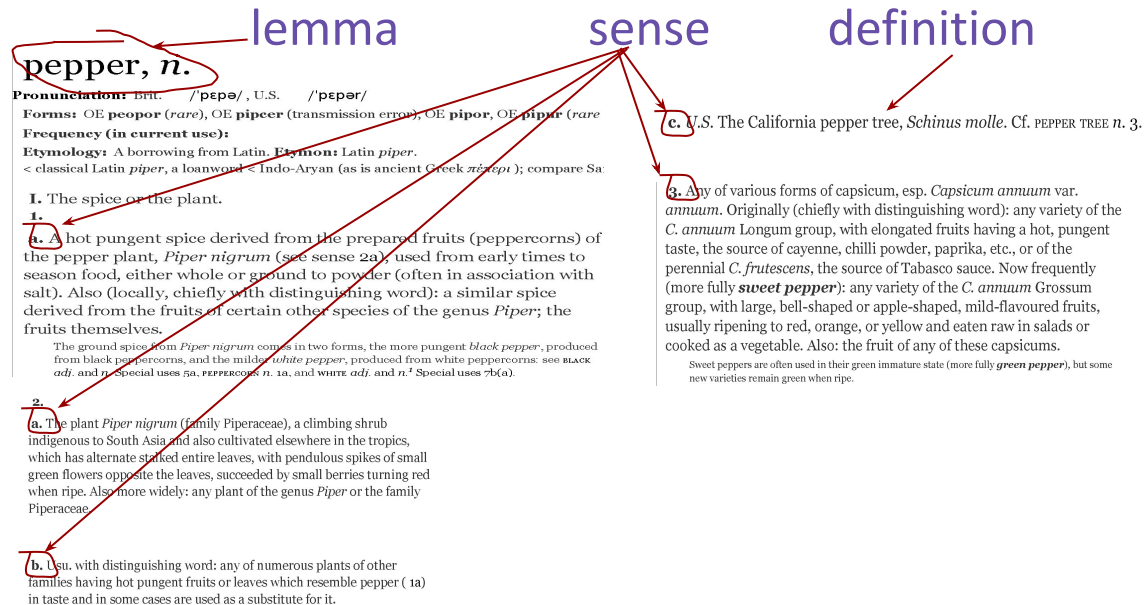 lemma
sense
definition
pepper, n.
Pronunciation: Brit. /ˈpɛpə/ , U.S. /ˈpɛpər/
Forms: OE peopor (rare), OE pipcer (transmission error), OE pipor, OE pipur (rare
Frequency (in current use):
Etymology: A borrowing from Latin. Etymon: Latin piper.
< classical Latin piper, a loanword < Indo-Aryan (as is ancient Greek πέπερι ); compare Sa
I. The spice or the plant.
1.
a. A hot pungent spice derived from the prepared fruits (peppercorns) of
the pepper plant, Piper nigrum (see sense 2a), used from early times to
season food, either whole or ground to powder (often in association with
salt). Also (locally, chiefly with distinguishing word): a similar spice
derived from the fruits of certain other species of the genus Piper; the
fruits themselves.
The ground spice from Piper nigrum comes in two forms, the more pungent black pepper, produced
from black peppercorns, and the milder white pepper, produced from white peppercorns: see BLACK
adj. and n. Special uses 5a, PEPPERCORN n. 1a, and WHITE adj. and n.¹ Special uses 7b(a).
2.
a. The plant Piper nigrum (family Piperaceae), a climbing shrub
indigenous to South Asia and also cultivated elsewhere in the tropics,
which has alternate stalked entire leaves, with pendulous spikes of small
green flowers opposite the leaves, succeeded by small berries turning red
when ripe. Also more widely: any plant of the genus Piper or the family
Piperaceae.
b. Usu. with distinguishing word: any of numerous plants of other
families having hot pungent fruits or leaves which resemble pepper ( 1a)
in taste and in some cases are used as a substitute for it.
c. U.S. The California pepper tree, Schinus molle. Cf. PEPPER TREE n. 3.
3. Any of various forms of capsicum, esp. Capsicum annuum var.
annuum. Originally (chiefly with distinguishing word): any variety of the
C. annuum Longum group, with elongated fruits having a hot, pungent
taste, the source of cayenne, chilli powder, paprika, etc., or of the
perennial C. frutescens, the source of Tabasco sauce. Now frequently
(more fully sweet pepper): any variety of the C. annuum Grossum
group, with large, bell-shaped or apple-shaped, mild-flavoured fruits,
usually ripening to red, orange, or yellow and eaten raw in salads or
cooked as a vegetable. Also: the fruit of any of these capsicums.
Sweet peppers are often used in their green immature state (more fully green pepper), but some
new varieties remain green when ripe.